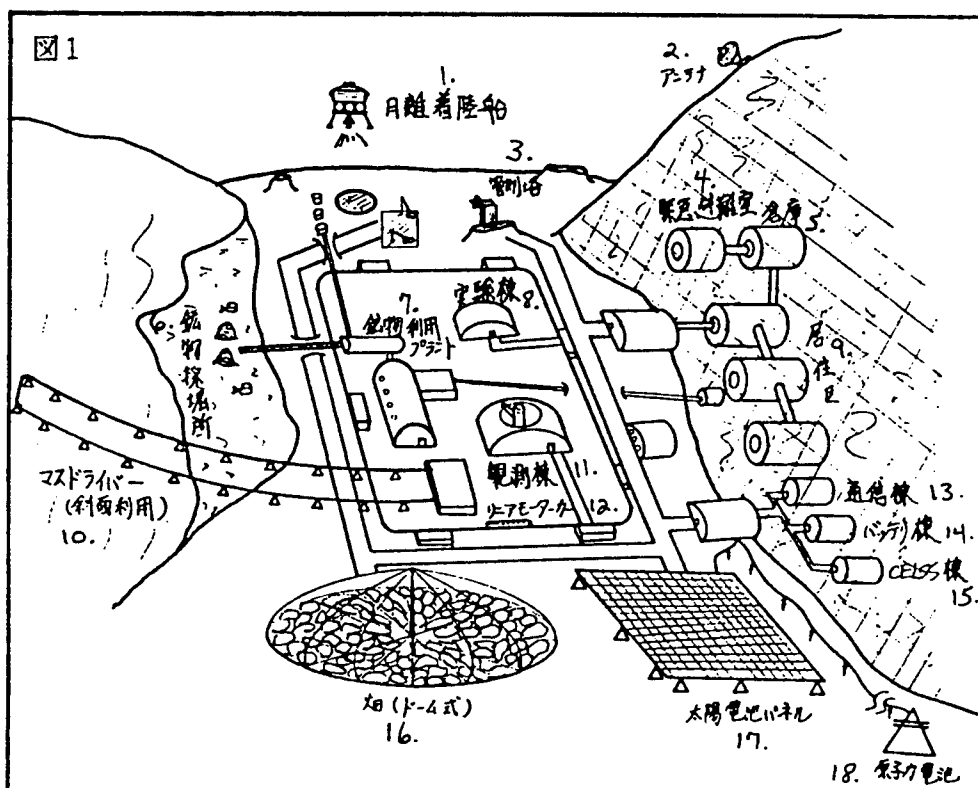 図1
1.
月離着陸船
2.
アンテナ
3.
管制塔
4.
緊急避難室
倉庫 5.
6.
鉱物採掘所
7.
鉱物利用
プラント
実験棟 8.
居住区 9.
マスドライバー
(斜面利用)
10.
観測棟 11.
リニアモーターカー 12.
通信棟 13.
バッテリ棟 14.
CELSS棟
15.
畑(ドーム式)
16.
太陽電池パネル
17.
18. 原子力電池